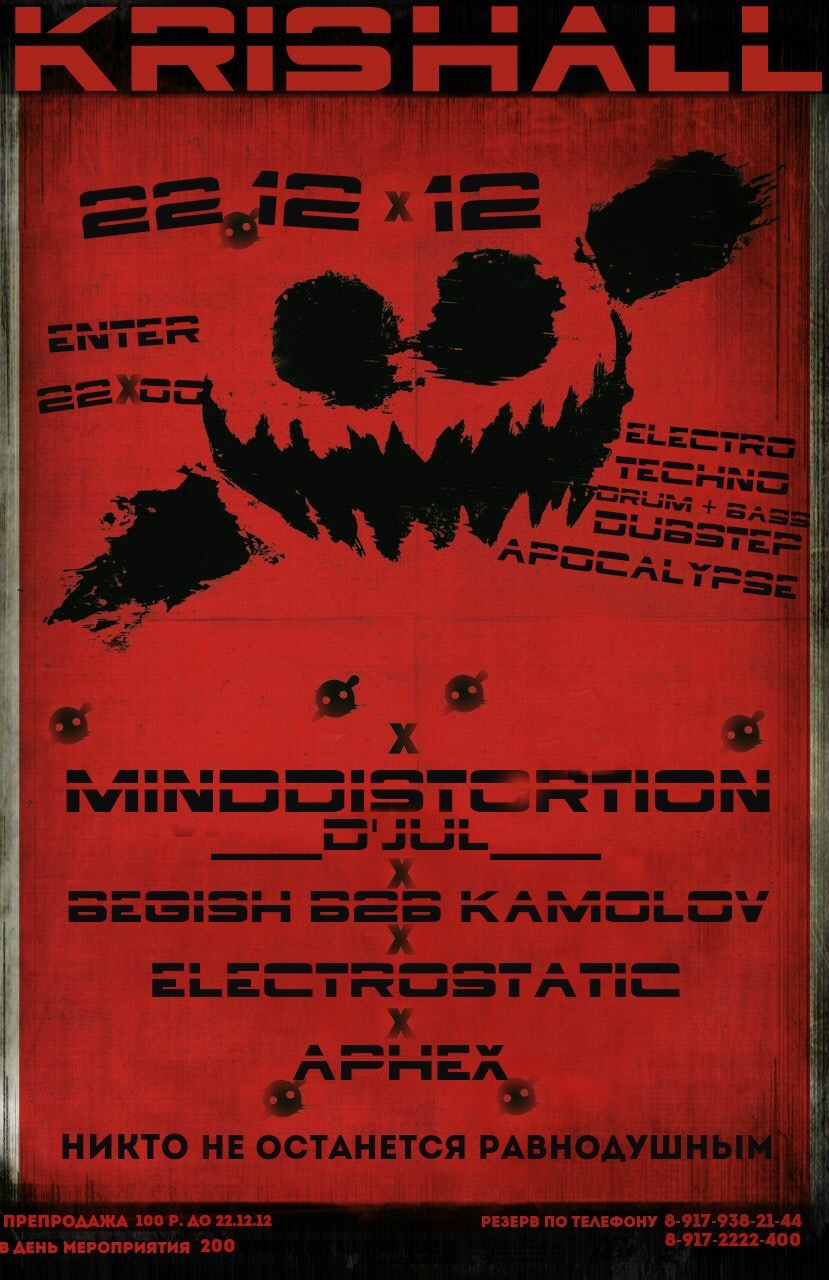 KRISHALL
22.12 x 12
ENTER
22X00
ELECTRO
TECHNO
DRUM + BASS
DUBSTEP
APOCALYPSE
X
MINDDISTORTION
____D'JUL____
X
BEGISH B2B KAMOLOV
X
ELECTROSTATIC
X
APHEX
НИКТО НЕ ОСТАНЕТСЯ РАВНОДУШНЫМ
ПРЕПРОДАЖА 100 Р. ДО 22.12.12
В ДЕНЬ МЕРОПРИЯТИЯ 200
РЕЗЕРВ ПО ТЕЛЕФОНУ 8-917-938-21-44
8-917-2222-400